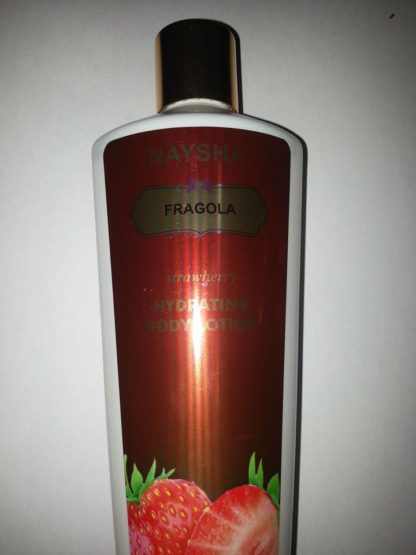 NAYSHA
FRAGOLA
strawberry
HYDRATING
BODY LOTION